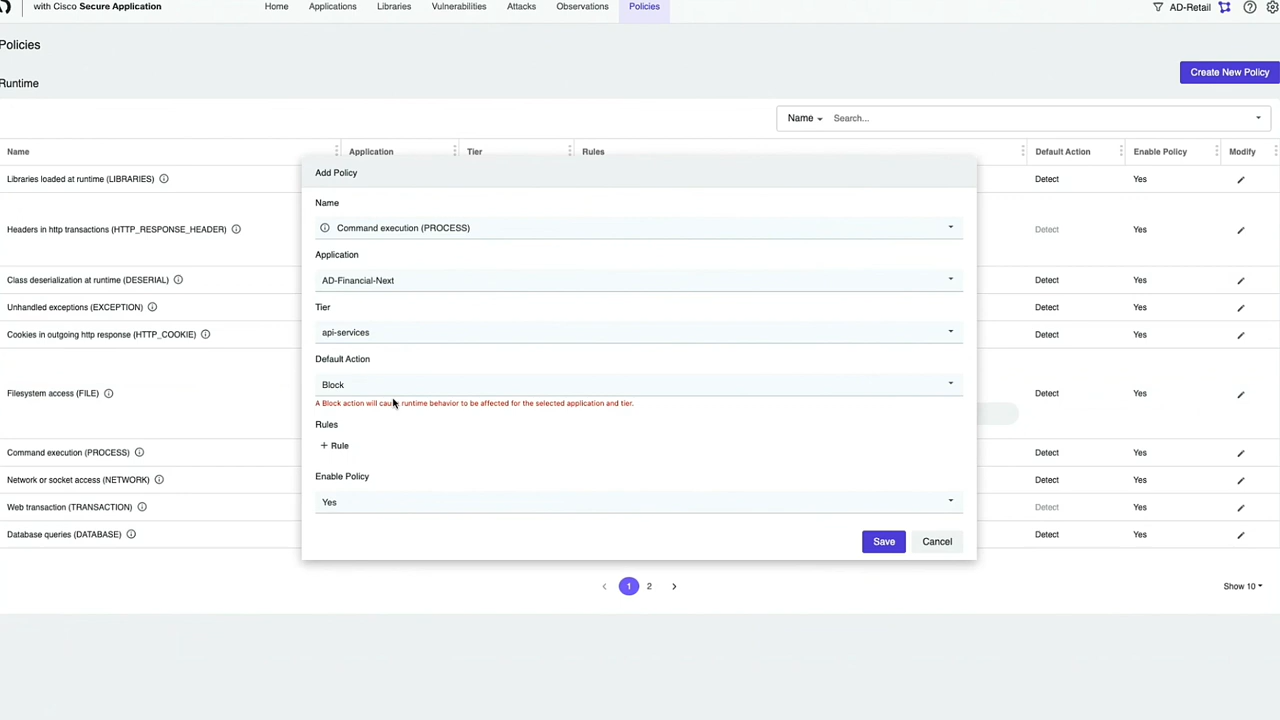 with Cisco Secure Application
Home Applications Libraries Vulnerabilities Attacks Observations Policies
AD-Retail
Policies
Runtime
Create New Policy
Name Search...
Name Application Tier Rules Default Action Enable Policy Modify
Libraries loaded at runtime (LIBRARIES) Detect Yes
Headers in http transactions (HTTP_RESPONSE_HEADER) Detect Yes
Class deserialization at runtime (DESERIAL) Detect Yes
Unhandled exceptions (EXCEPTION) Detect Yes
Cookies in outgoing http response (HTTP_COOKIE) Detect Yes
Filesystem access (FILE) Detect Yes
Command execution (PROCESS) Detect Yes
Network or socket access (NETWORK) Detect Yes
Web transaction (TRANSACTION) Detect Yes
Database queries (DATABASE) Detect Yes
Add Policy
Name
Command execution (PROCESS)
Application
AD-Financial-Next
Tier
api-services
Default Action
Block
A Block action will cause runtime behavior to be affected for the selected application and tier.
Rules
+ Rule
Enable Policy
Yes
Save Cancel
‹ 1 2 ›
Show 10